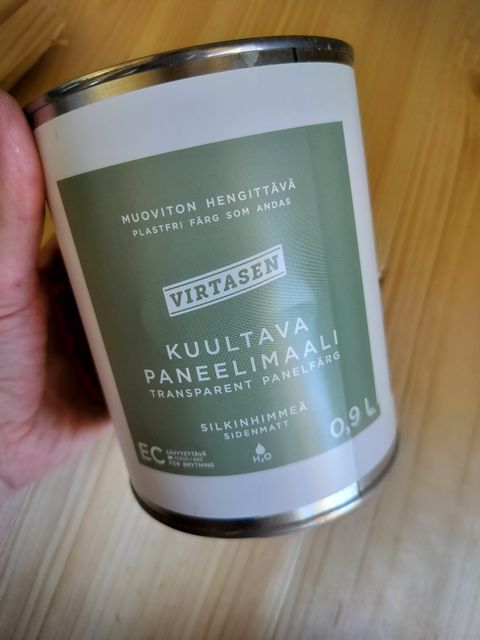 MUOVITON HENGITTÄVÄ
PLASTFRI FÄRG SOM ANDAS
VIRTASEN
KUULTAVA
PANEELIMAALI
TRANSPARENT PANELFÄRG
SILKINHIMMEÄ
SIDENMATT
EC
SÄVYTETTÄVÄ
FÖR BRYTNING
H₂O
0,9 L